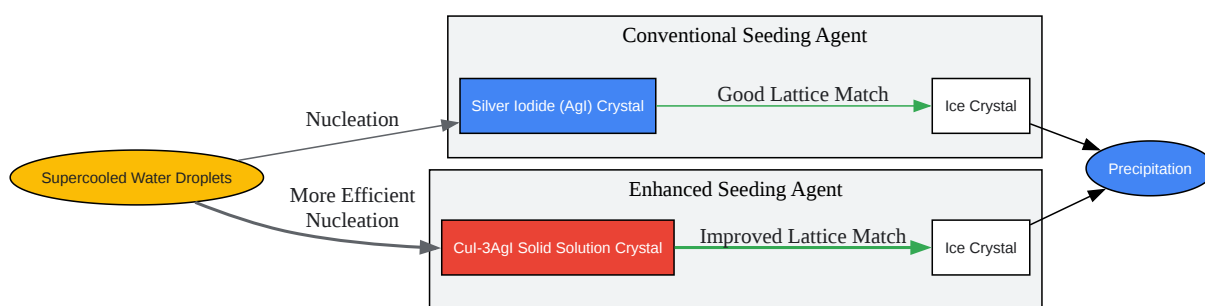 Conventional Seeding Agent
Silver Iodide (AgI) Crystal
Good Lattice Match
Ice Crystal
Nucleation
Supercooled Water Droplets
Precipitation
More Efficient
Nucleation
Enhanced Seeding Agent
CuI-3AgI Solid Solution Crystal
Improved Lattice Match
Ice Crystal